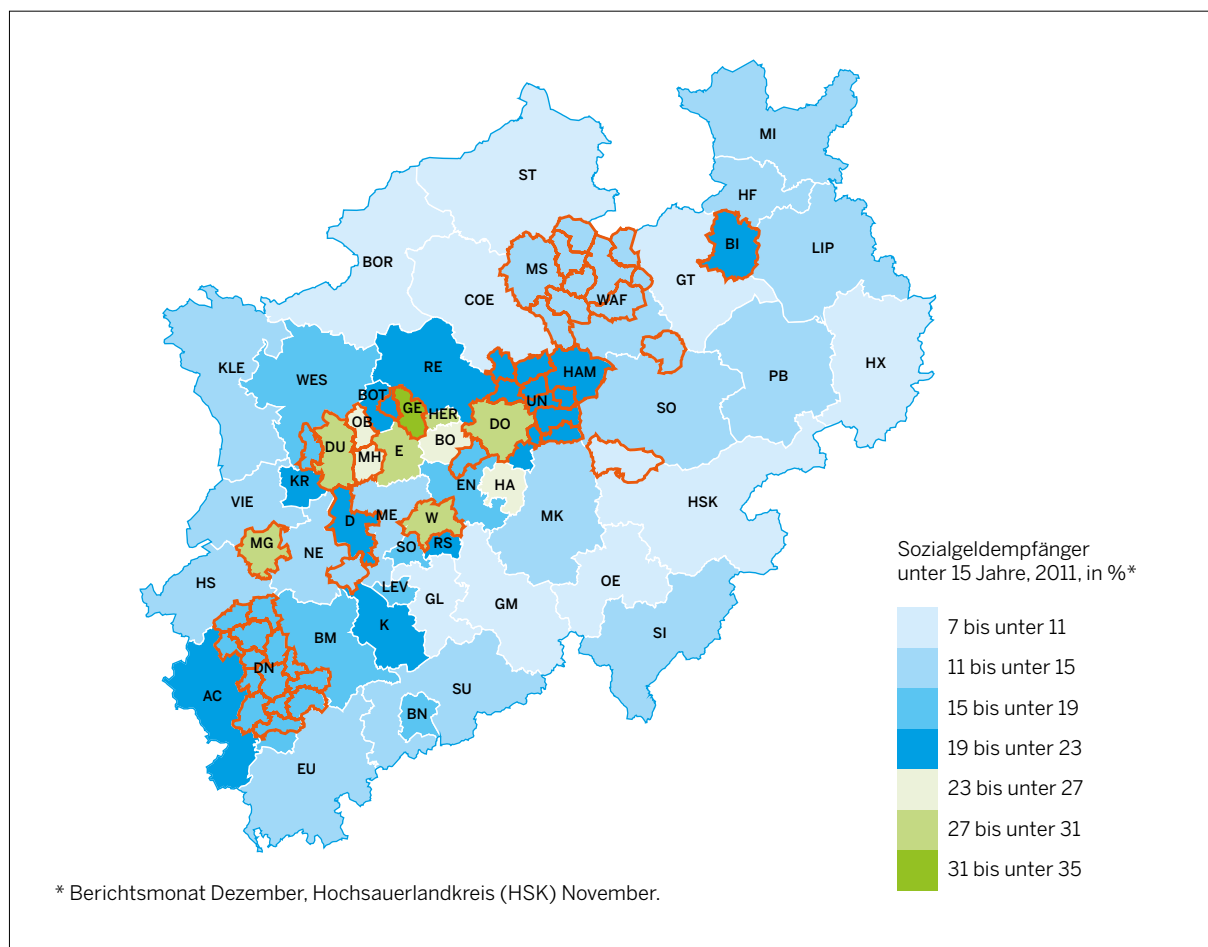 MI
ST
HF
BI
LIP
BOR
MS
GT
COE
WAF
HX
KLE
RE
WES
HAM
PB
BOT
GE
UN
SO
HER
OB
DO
DU
BO
E
MH
KR
EN
HA
VIE
HSK
D
ME
W
MK
MG
NE
SO
RS
HS
LEV
OE
GL
GM
K
BM
SI
DN
AC
SU
BN
EU
Sozialgeldempfänger
unter 15 Jahre, 2011, in %*
7 bis unter 11
11 bis unter 15
15 bis unter 19
19 bis unter 23
23 bis unter 27
27 bis unter 31
31 bis unter 35
* Berichtsmonat Dezember, Hochsauerlandkreis (HSK) November.